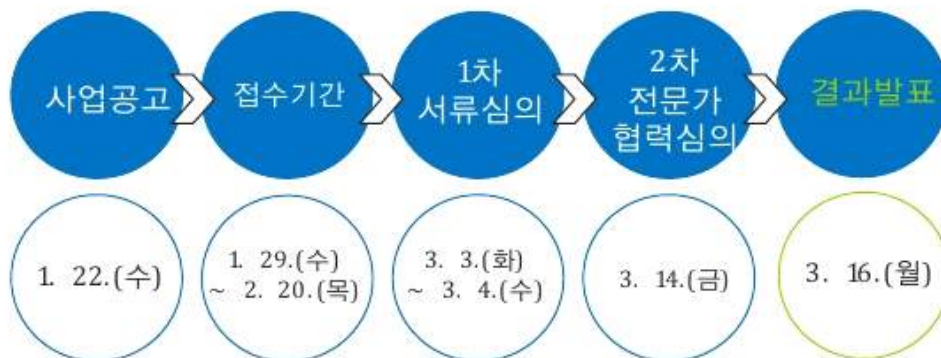 사업공고
접수기간
1차
서류심의
2차
전문가
협력심의
결과발표
1. 22.(수)
1. 29.(수)
~ 2. 20.(목)
3. 3.(화)
~ 3. 4.(수)
3. 14.(금)
3. 16.(월)